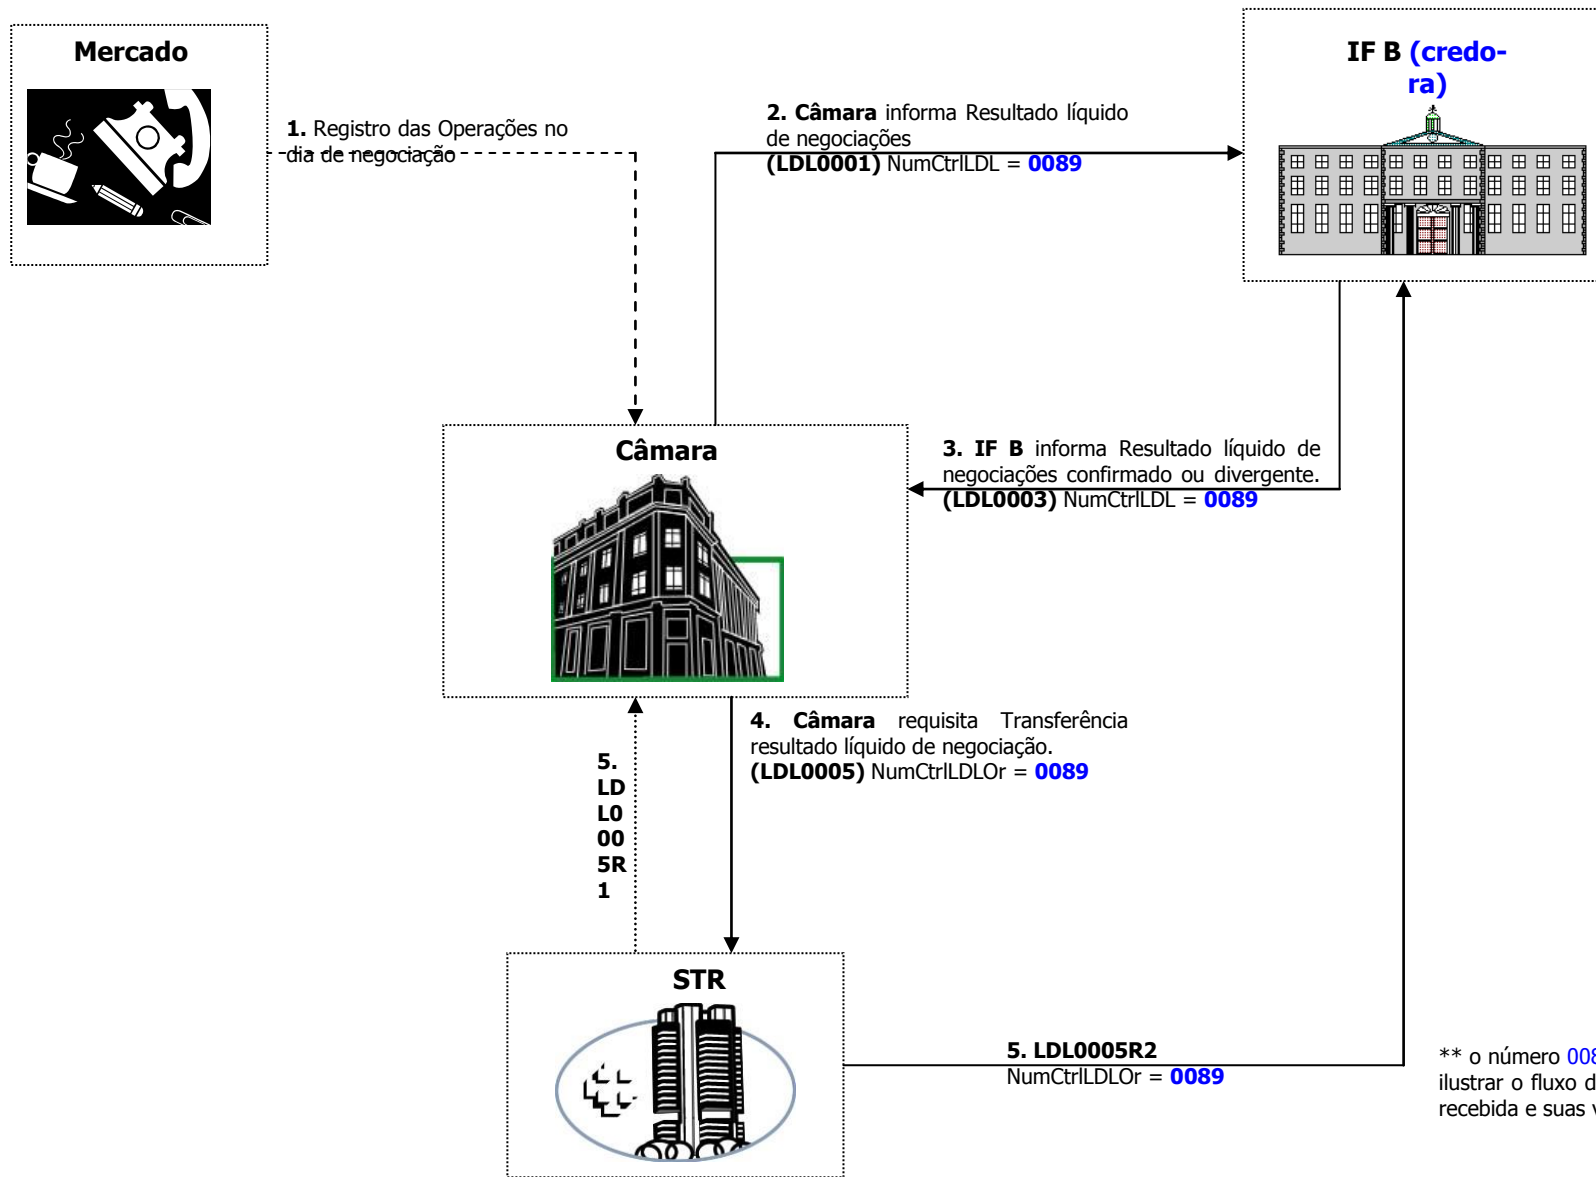 Mercado
1. Registro das Operações no
dia de negociação
2. Câmara informa Resultado líquido
de negociações
(LDL0001) NumCtrlLDL = 0089
IF B (credo-
ra)
Câmara
3. IF B informa Resultado líquido de
negociações confirmado ou divergente.
(LDL0003) NumCtrlLDL = 0089
4. Câmara requisita Transferência
resultado líquido de negociação.
(LDL0005) NumCtrlLDLOr = 0089
5.
LD
L0
00
5R
1
STR
5. LDL0005R2
NumCtrlLDLOr = 0089
** o número
ilustrar o fluxo
recebida e suas